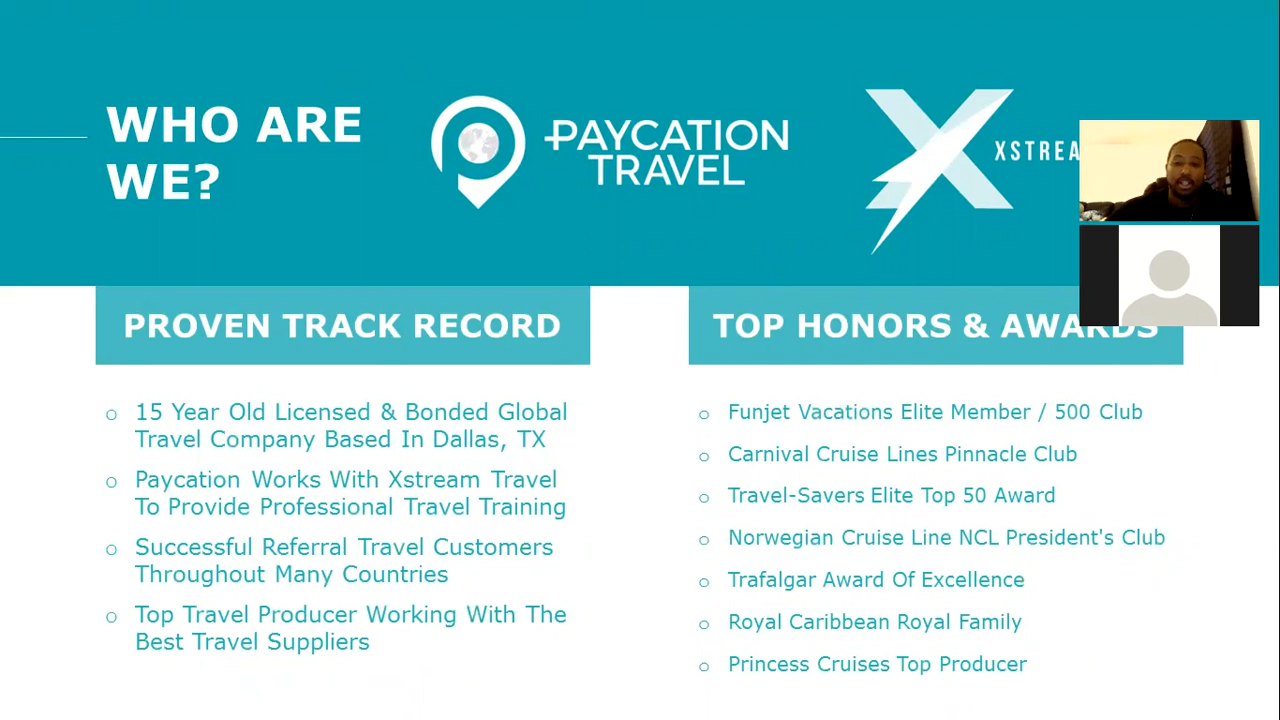 WHO ARE
WE?
PAYCATION
TRAVEL
XSTREA
PROVEN TRACK RECORD
15 Year Old Licensed & Bonded Global
Travel Company Based In Dallas, TX
Paycation Works With Xstream Travel
To Provide Professional Travel Training
Successful Referral Travel Customers
Throughout Many Countries
Top Travel Producer Working With The
Best Travel Suppliers
TOP HONORS & AWARDS
Funjet Vacations Elite Member / 500 Club
Carnival Cruise Lines Pinnacle Club
Travel-Savers Elite Top 50 Award
Norwegian Cruise Line NCL President's Club
Trafalgar Award Of Excellence
Royal Caribbean Royal Family
Princess Cruises Top Producer